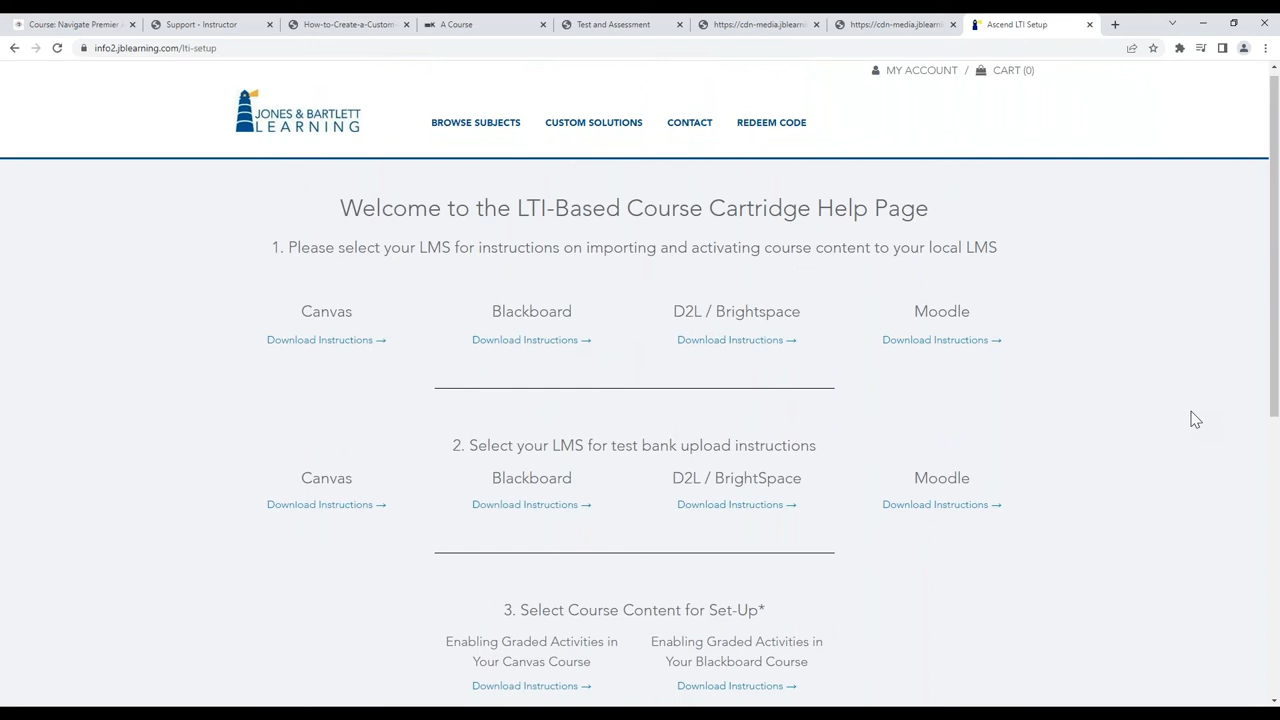 Course: Navigate Premier
Support - Instructor
How-to-Create-a-Custom
A Course
Test and Assessment
https://cdn-media.jblearni
https://cdn-media.jblearni
Ascend LTI Setup
info2.jblearning.com/lti-setup
MY ACCOUNT / CART (0)
JONES & BARTLETT
LEARNING
BROWSE SUBJECTS CUSTOM SOLUTIONS CONTACT REDEEM CODE
Welcome to the LTI-Based Course Cartridge Help Page
1. Please select your LMS for instructions on importing and activating course content to your local LMS
Canvas Blackboard D2L / Brightspace Moodle
Download Instructions → Download Instructions → Download Instructions → Download Instructions →
2. Select your LMS for test bank upload instructions
Canvas Blackboard D2L / BrightSpace Moodle
Download Instructions → Download Instructions → Download Instructions → Download Instructions →
3. Select Course Content for Set-Up*
Enabling Graded Activities in
Your Canvas Course
Download Instructions →
Enabling Graded Activities in
Your Blackboard Course
Download Instructions →